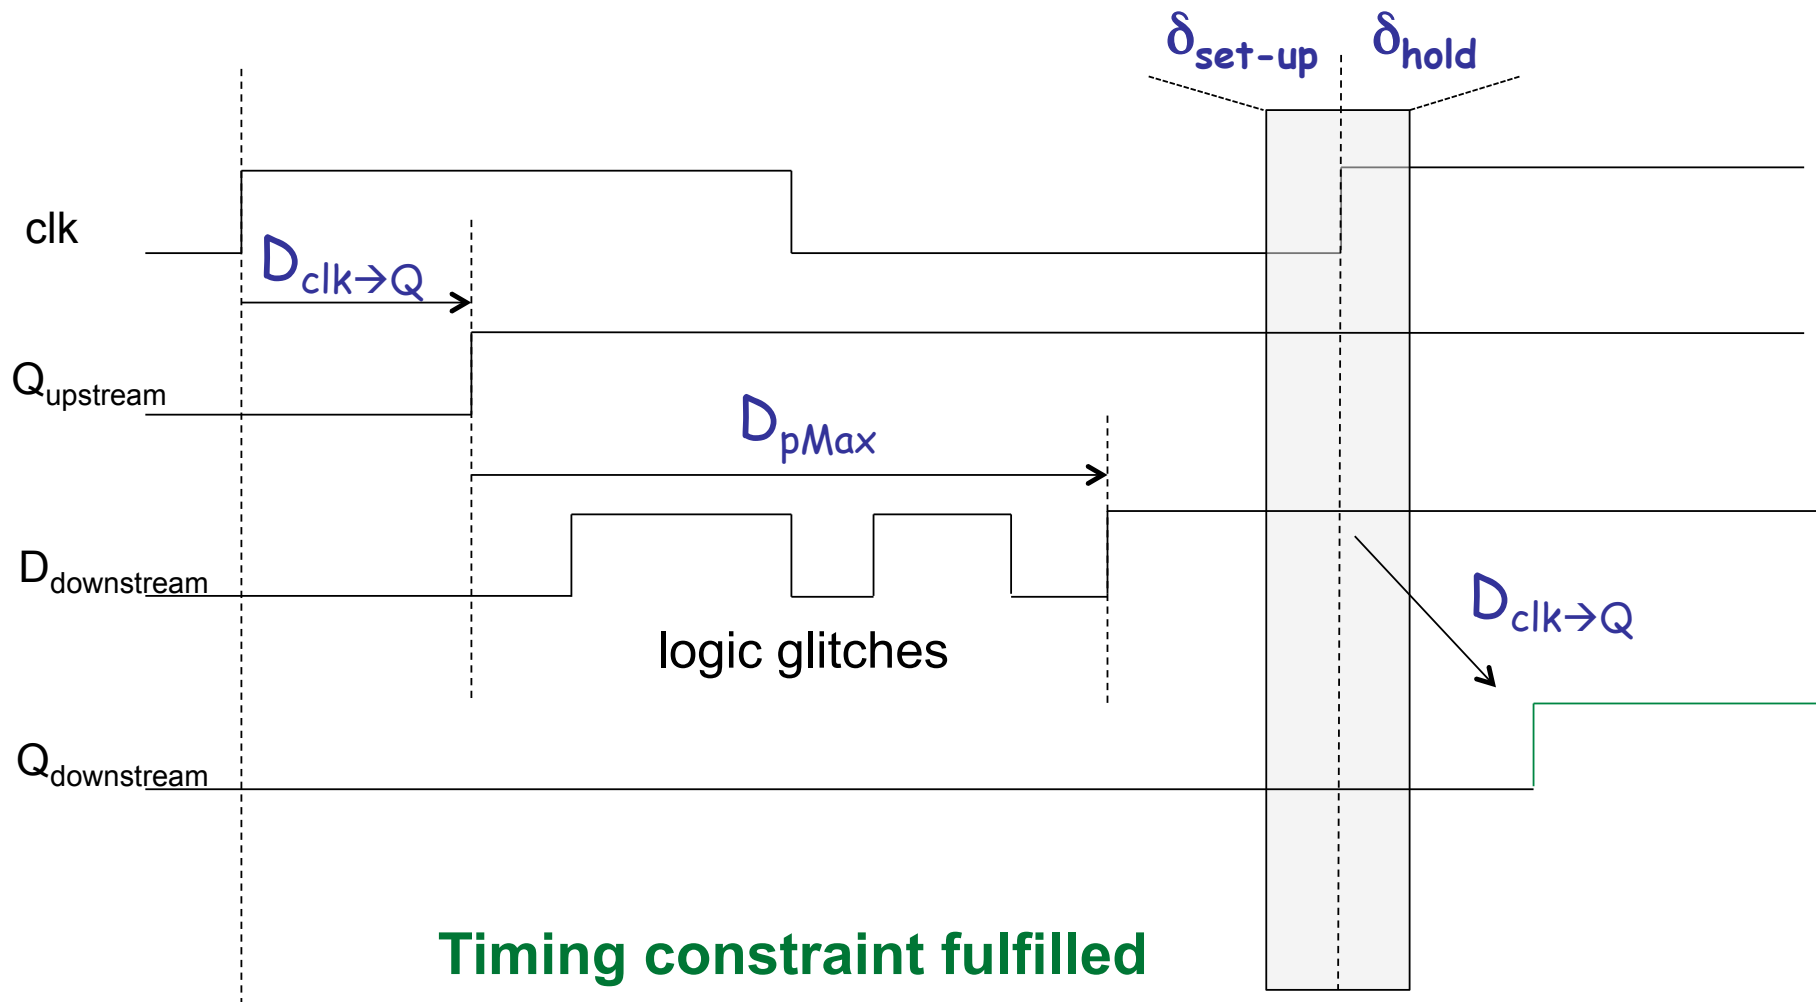 δset-up δhold
clk
Dclk→Q
Qupstream
DpMax
Ddownstream
Dclk→Q
logic glitches
Qdownstream
Timing constraint fulfilled